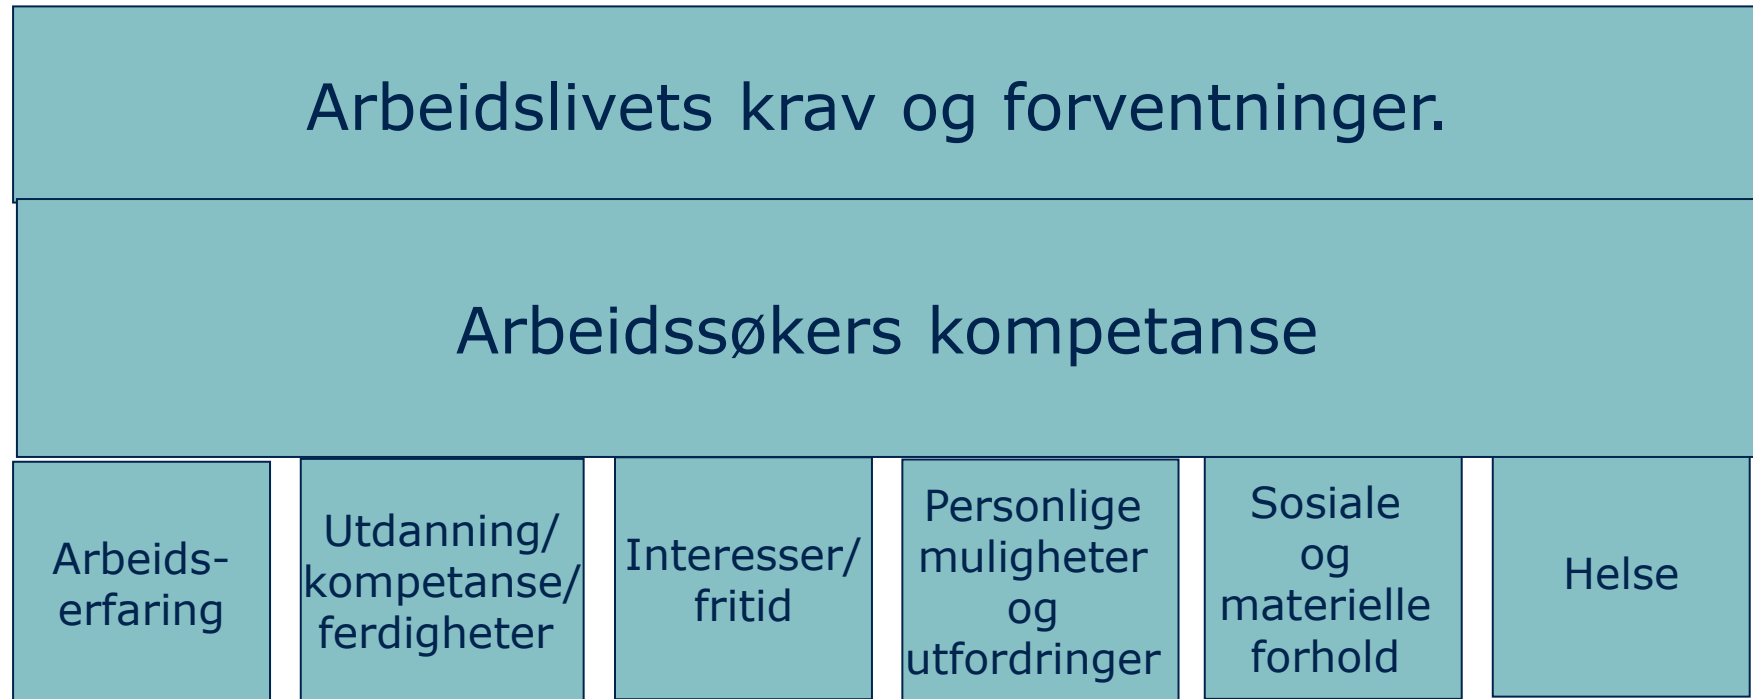 Arbeidslivets krav og forventninger.
Arbeidssøkers kompetanse
Arbeids-
erfaring
Utdanning/
kompetanse/
ferdigheter
Interesser/
fritid
Personlige
muligheter
og
utfordringer
Sosiale
og
materielle
forhold
Helse